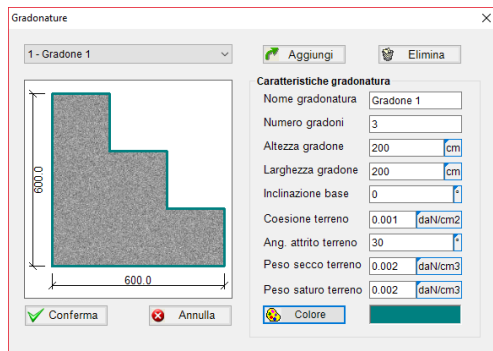 Gradonature
1 - Gradone 1
Aggiungi
Elimina
Caratteristiche gradonatura
Nome gradonatura Gradone 1
Numero gradoni 3
Altezza gradone 200 cm
Larghezza gradone 200 cm
Inclinazione base 0 °
Coesione terreno 0.001 daN/cm2
Ang. attrito terreno 30 °
Peso secco terreno 0.002 daN/cm3
Peso saturo terreno 0.002 daN/cm3
600.0
600.0
Conferma
Annulla
Colore